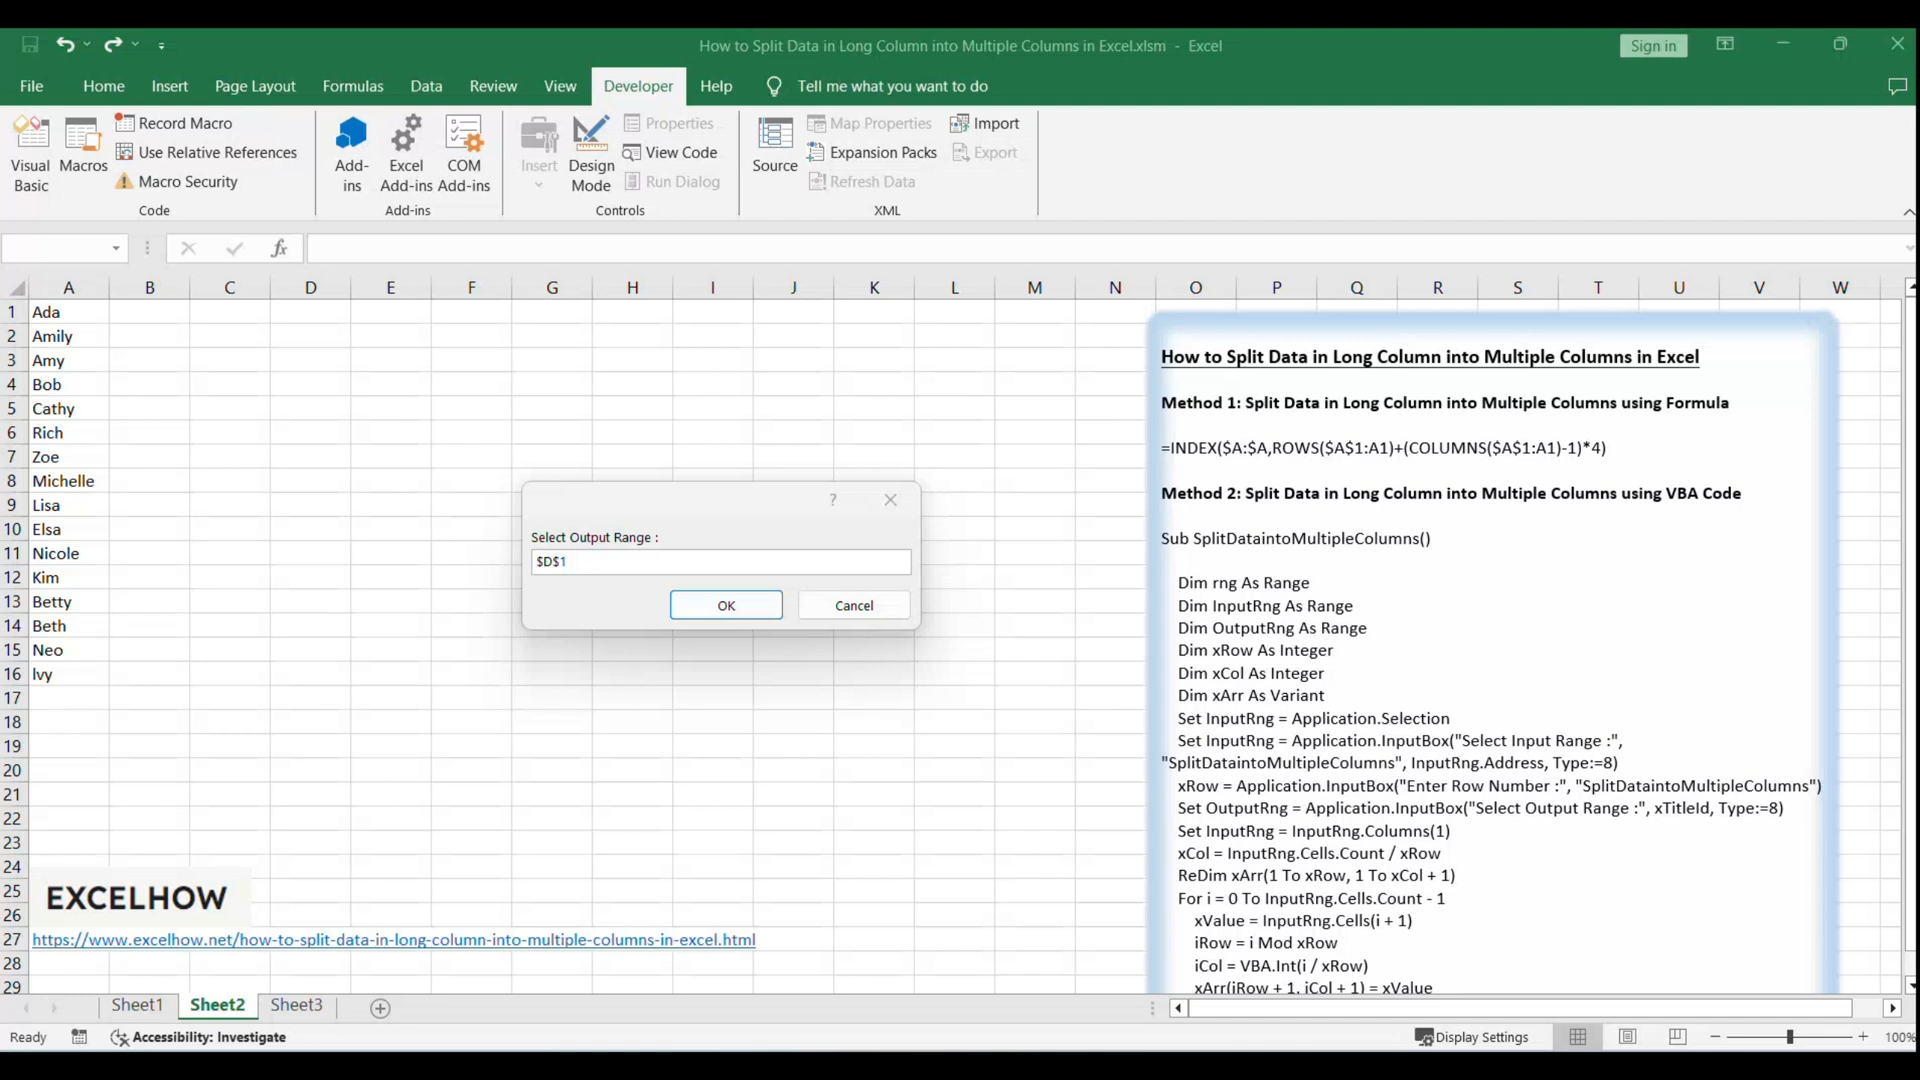 How to Split Data in Long Column into Multiple Columns in Excel.xlsm - Excel
Sign in
File Home Insert Page Layout Formulas Data Review View Developer Help Tell me what you want to do
Visual Basic
Macros
Record Macro
Use Relative References
Macro Security
Code
Add-ins
Excel Add-ins
COM Add-ins
Add-ins
Insert
Design Mode
Properties
View Code
Run Dialog
Controls
Source
Map Properties
Expansion Packs
Refresh Data
Import
Export
XML
fx
A B C D E F G H I J K L M N O P Q R S T U V W
1 Ada
2 Amily
3 Amy
4 Bob
5 Cathy
6 Rich
7 Zoe
8 Michelle
9 Lisa
10 Elsa
11 Nicole
12 Kim
13 Betty
14 Beth
15 Neo
16 lvy
17
18
19
20
21
22
23
24
25
26
27
28
29
EXCELHOW
https://www.excelhow.net/how-to-split-data-in-long-column-into-multiple-columns-in-excel.html
?
Select Output Range :
$D$1
OK Cancel
How to Split Data in Long Column into Multiple Columns in Excel
Method 1: Split Data in Long Column into Multiple Columns using Formula
=INDEX($A:$A,ROWS($A$1:A1)+(COLUMNS($A$1:A1)-1)*4)
Method 2: Split Data in Long Column into Multiple Columns using VBA Code
Sub SplitDataintoMultipleColumns()
Dim rng As Range
Dim InputRng As Range
Dim OutputRng As Range
Dim xRow As Integer
Dim xCol As Integer
Dim xArr As Variant
Set InputRng = Application.Selection
Set InputRng = Application.InputBox("Select Input Range :",
"SplitDataintoMultipleColumns", InputRng.Address, Type:=8)
xRow = Application.InputBox("Enter Row Number :", "SplitDataintoMultipleColumns")
Set OutputRng = Application.InputBox("Select Output Range :", xTitleId, Type:=8)
Set InputRng = InputRng.Columns(1)
xCol = InputRng.Cells.Count / xRow
ReDim xArr(1 To xRow, 1 To xCol + 1)
For i = 0 To InputRng.Cells.Count - 1
xValue = InputRng.Cells(i + 1)
iRow = i Mod xRow
iCol = VBA.Int(i / xRow)
xArr(iRow + 1, iCol + 1) = xValue
Sheet1 Sheet2 Sheet3
Ready Accessibility: Investigate Display Settings 100%